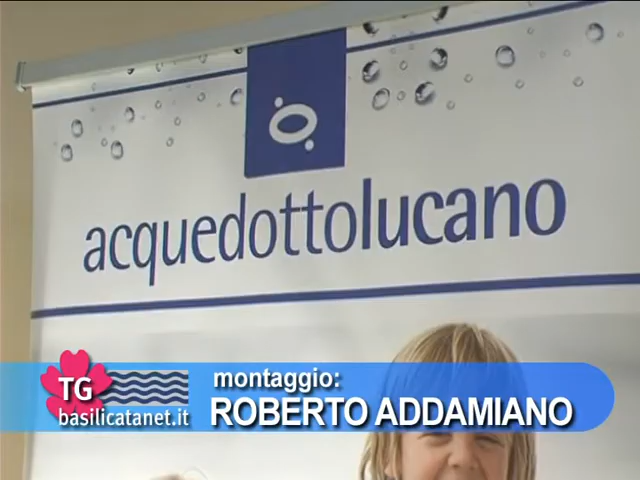 acquedottolucano
TG
basilicatanet.it
montaggio:
ROBERTO ADDAMIANO